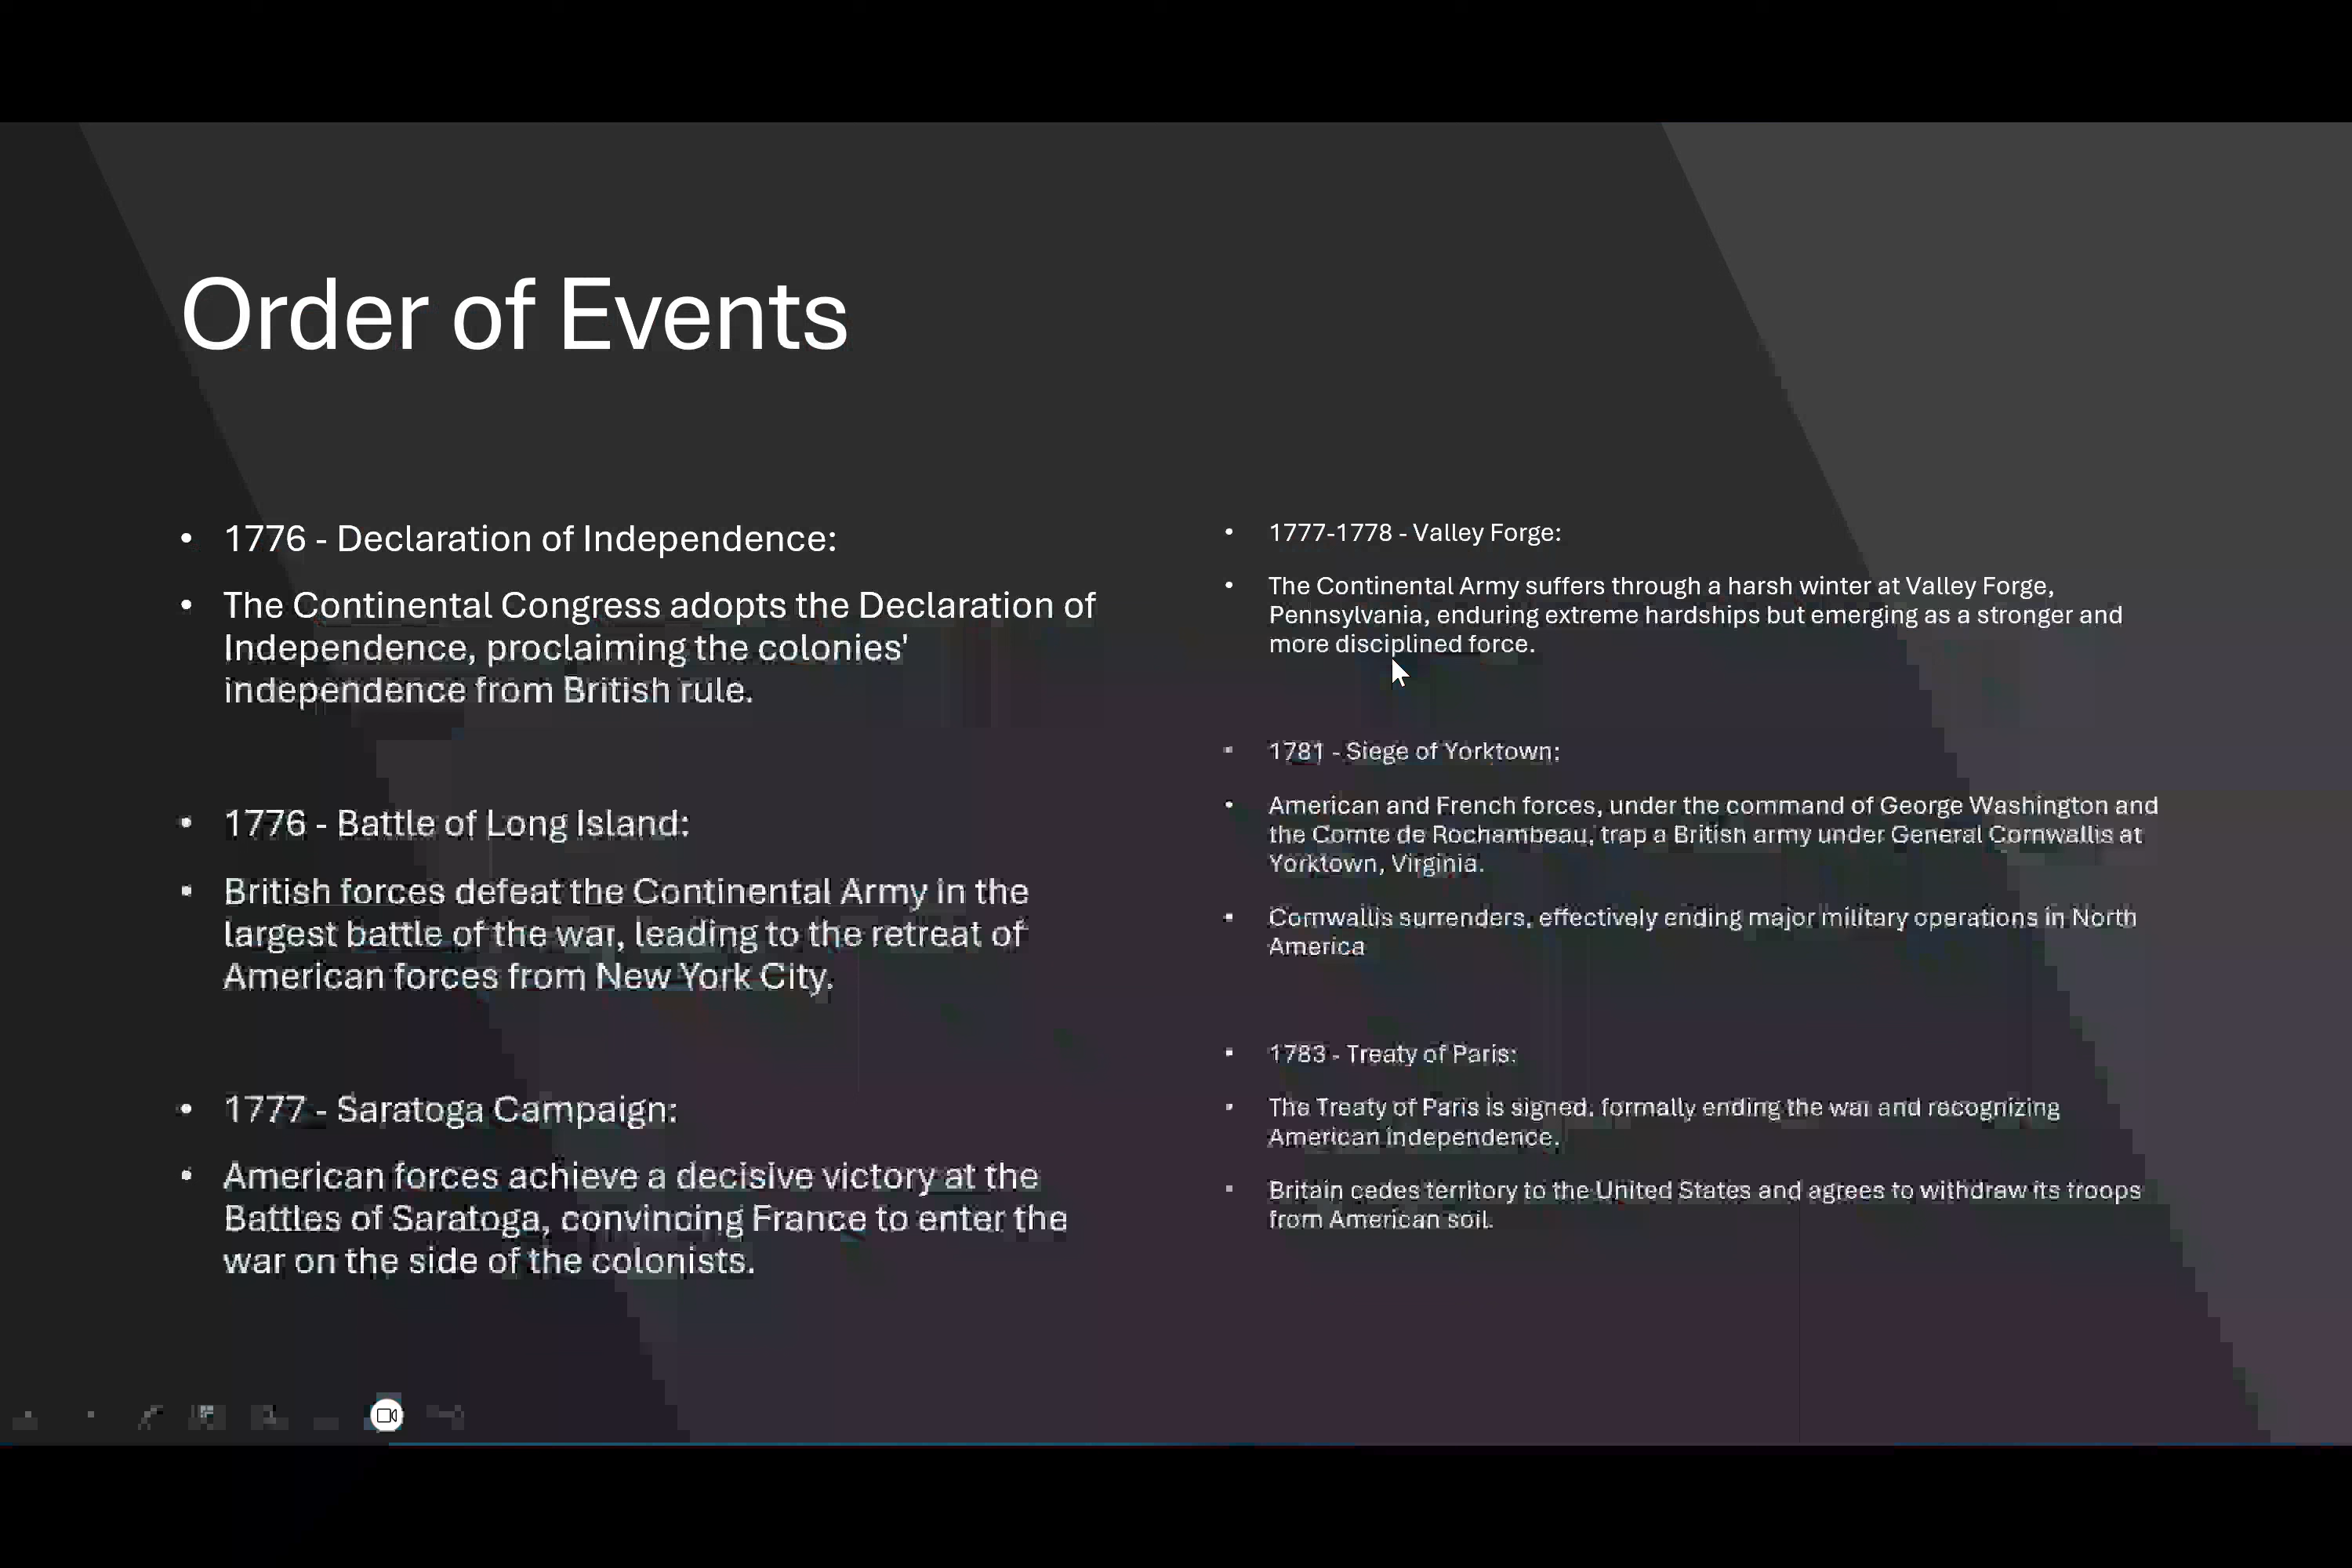 Order of Events
• 1776 - Declaration of Independence:
• The Continental Congress adopts the Declaration of
Independence, proclaiming the colonies'
independence from British rule.
• 1776 - Battle of Long Island:
• British forces defeat the Continental Army in the
largest battle of the war, leading to the retreat of
American forces from New York City.
• 1777 - Saratoga Campaign:
• American forces achieve a decisive victory at the
Battles of Saratoga, convincing France to enter the
war on the side of the colonists.
• 1777-1778 - Valley Forge:
• The Continental Army suffers through a harsh winter at Valley Forge,
Pennsylvania, enduring extreme hardships but emerging as a stronger and
more disciplined force.
• 1781 - Siege of Yorktown:
• American and French forces, under the command of George Washington and
the Comte de Rochambeau, trap a British army under General Cornwallis at
Yorktown, Virginia.
• Cornwallis surrenders, effectively ending major military operations in North
America
• 1783 - Treaty of Paris:
• The Treaty of Paris is signed, formally ending the war and recognizing
American independence.
• Britain cedes territory to the United States and agrees to withdraw its troops
from American soil.